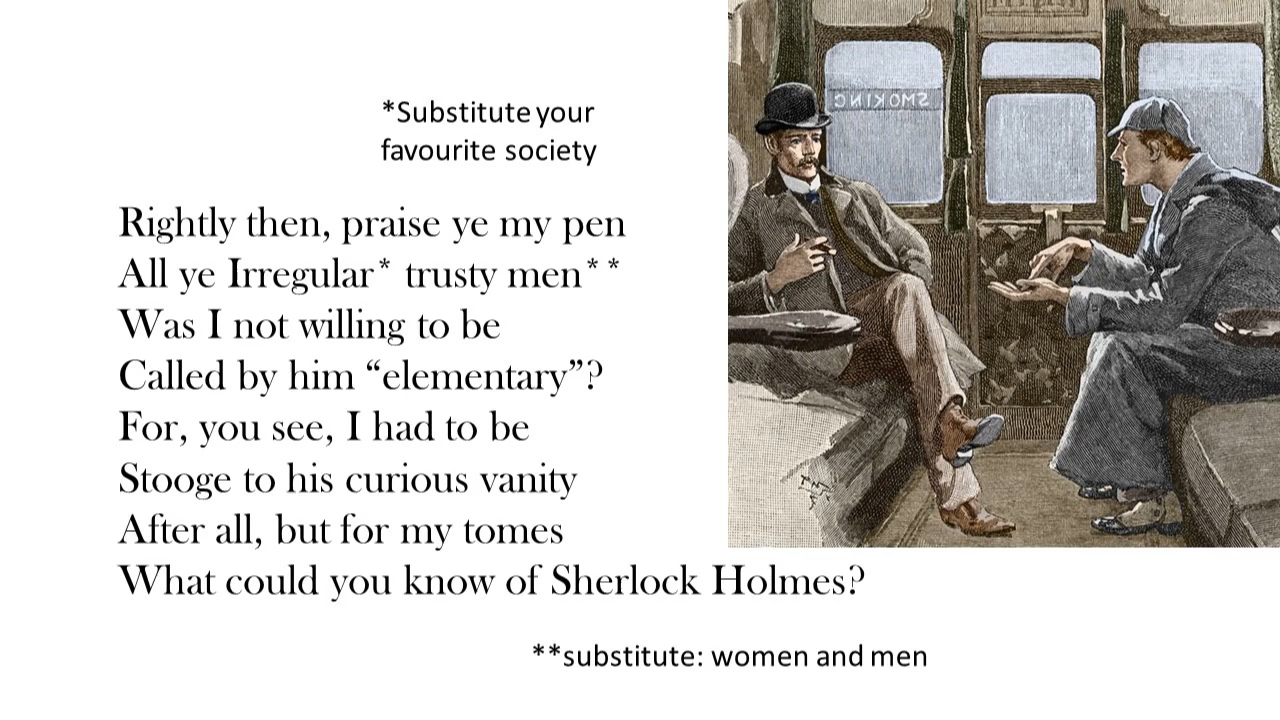 *Substitute your
favourite society
Rightly then, praise ye my pen
All ye Irregular* trusty men**
Was I not willing to be
Called by him “elementary”?
For, you see, I had to be
Stooge to his curious vanity
After all, but for my tomes
What could you know of Sherlock Holmes?
**substitute: women and men
SMOKING